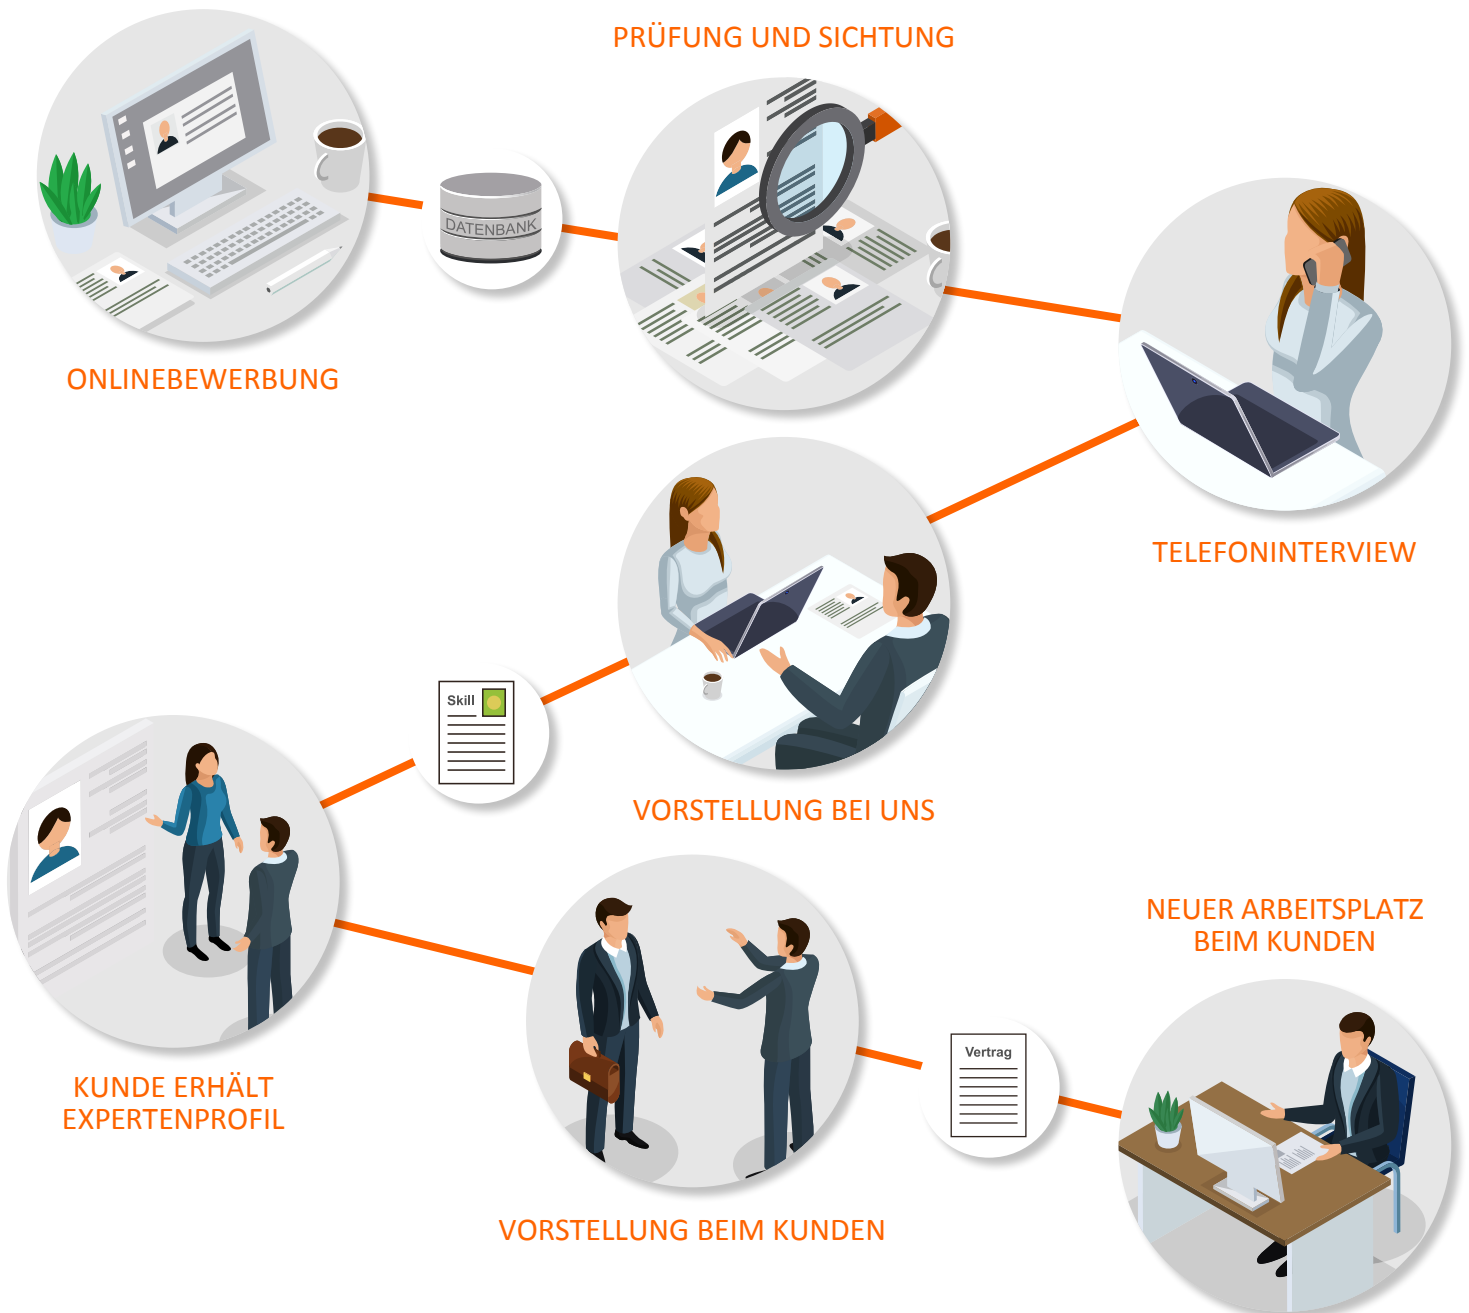 PRÜFUNG UND SICHTUNG
DATENBANK
ONLINEBEWERBUNG
TELEFONINTERVIEW
Skill
VORSTELLUNG BEI UNS
KUNDE ERHÄLT
EXPERTENPROFIL
VORSTELLUNG BEIM KUNDEN
Vertrag
NEUER ARBEITSPLATZ
BEIM KUNDEN